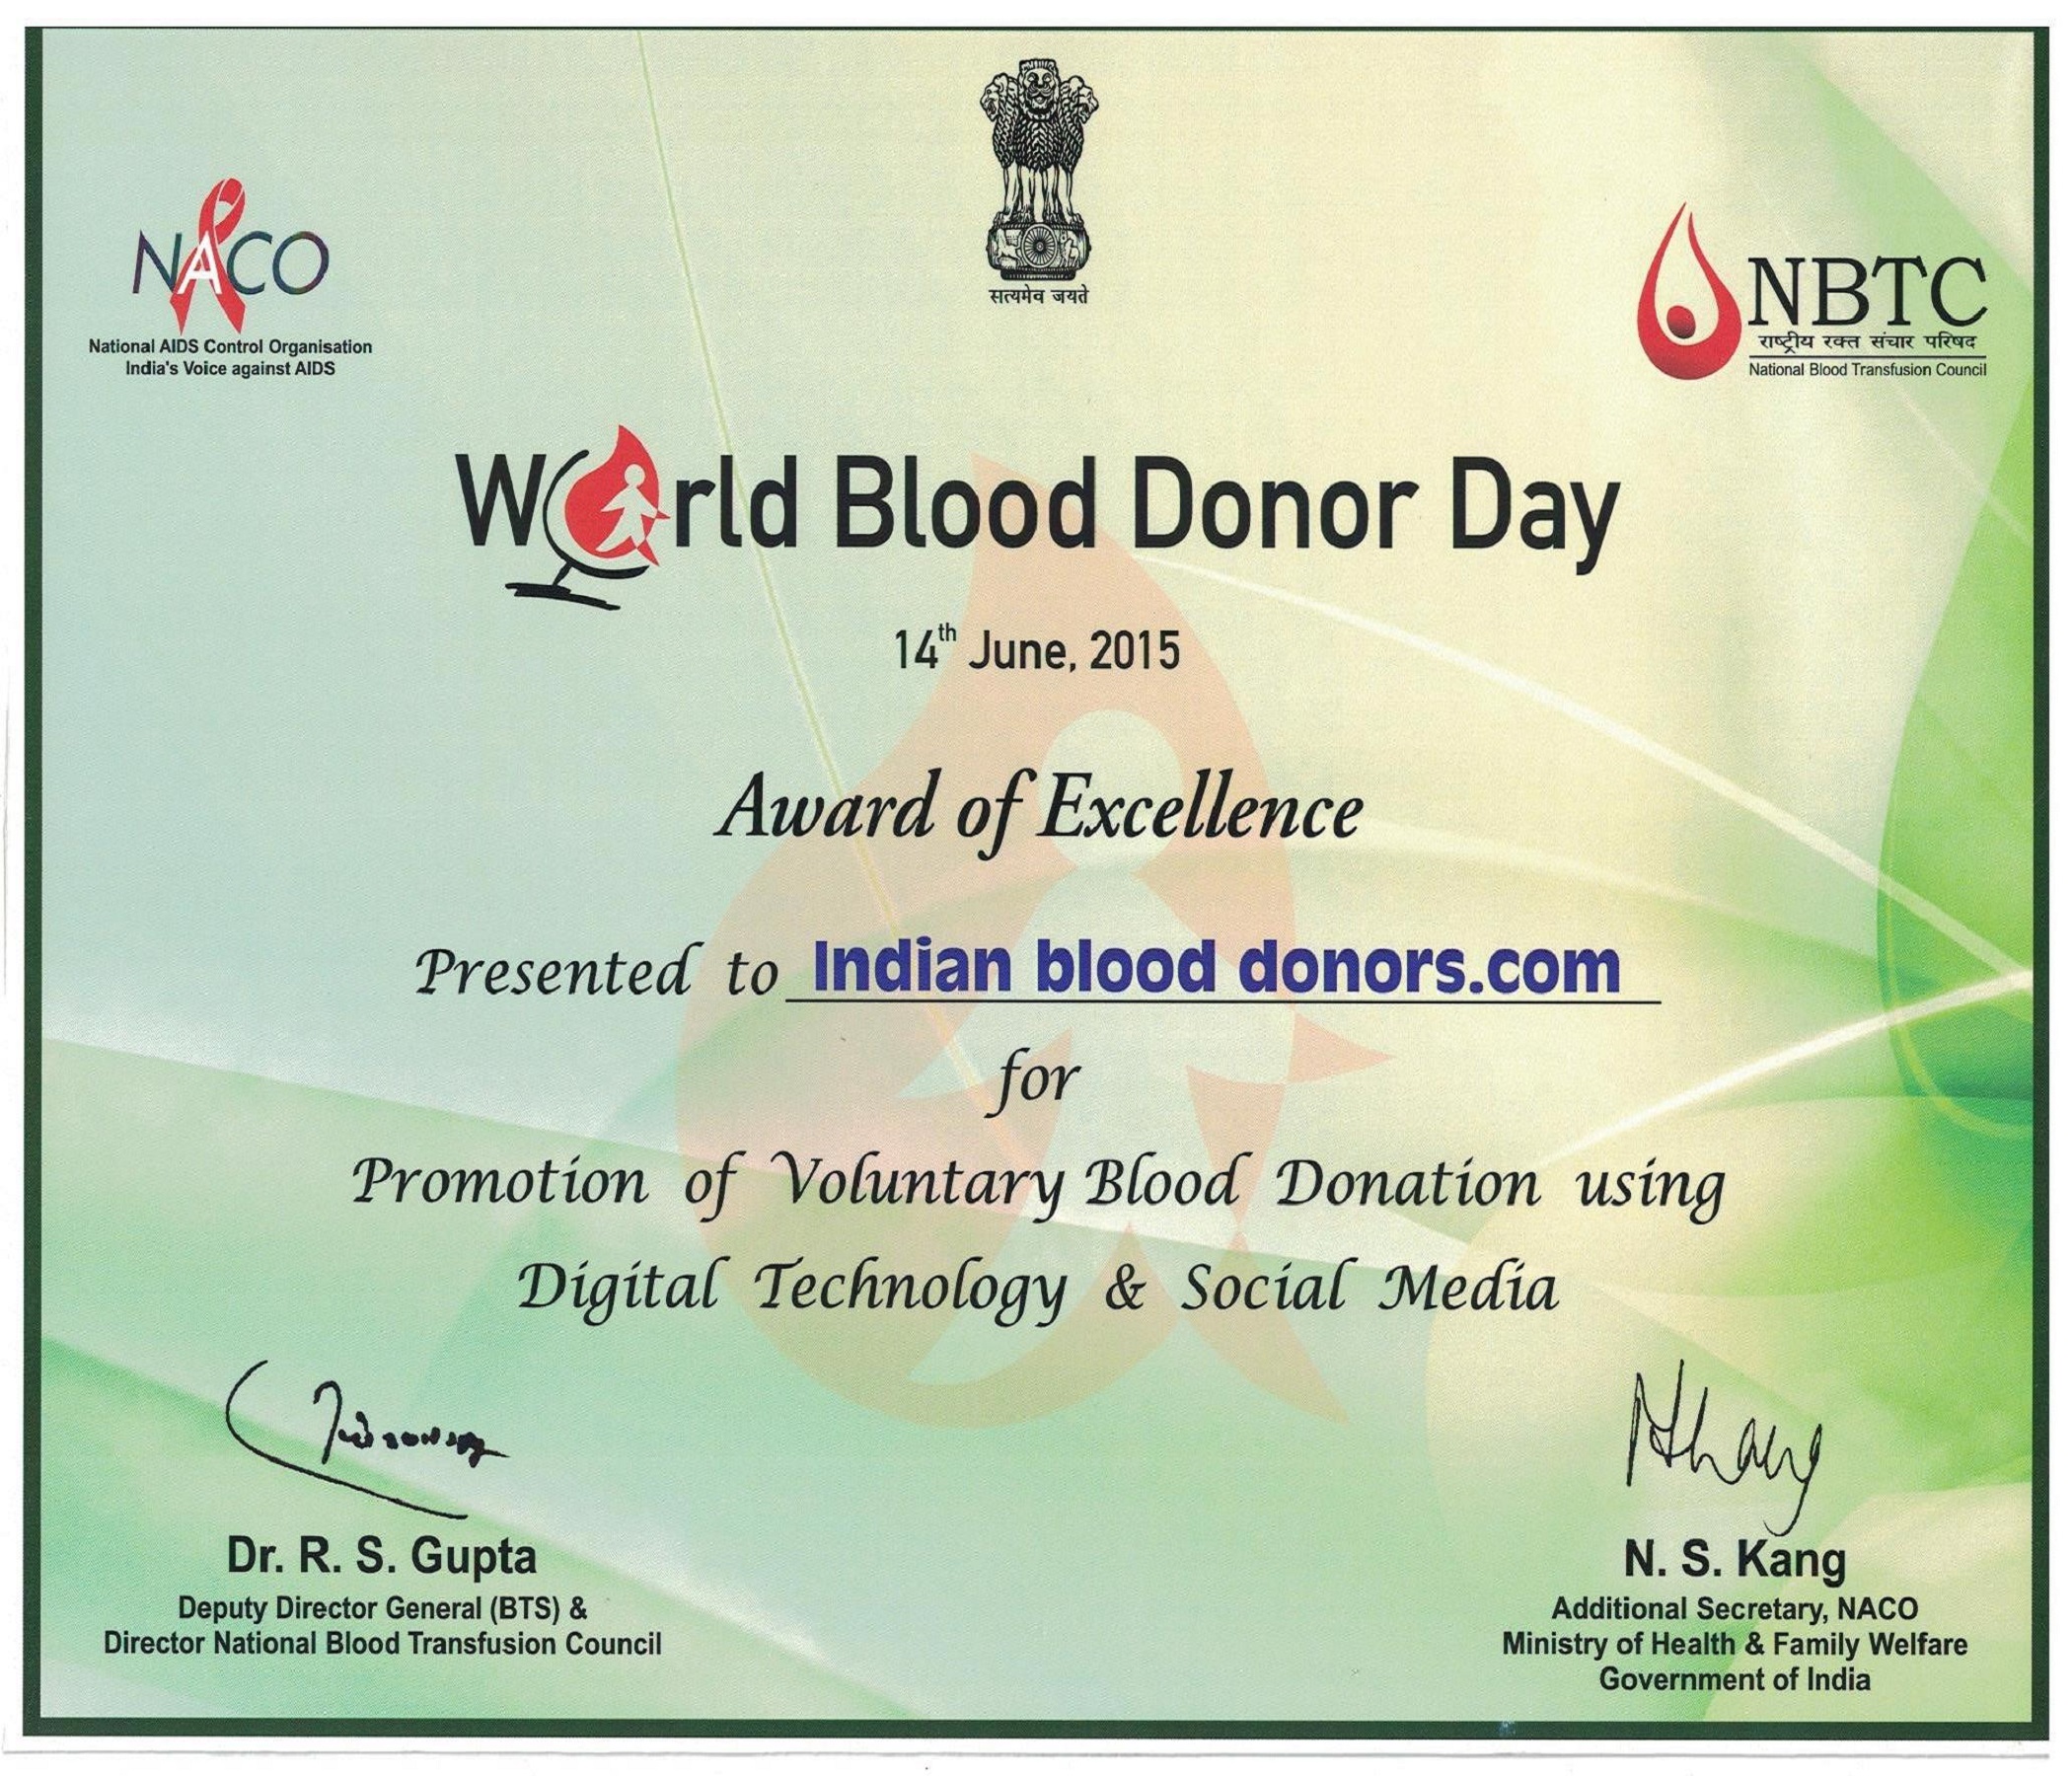 सत्यमेव जयते
NACO
National AIDS Control Organisation
India's Voice against AIDS
NBTC
राष्ट्रीय रक्त संचार परिषद
National Blood Transfusion Council
World Blood Donor Day
14th June, 2015
Award of Excellence
Presented to Indian blood donors.com
for
Promotion of Voluntary Blood Donation using
Digital Technology & Social Media
Dr. R. S. Gupta
Deputy Director General (BTS) &
Director National Blood Transfusion Council
N. S. Kang
Additional Secretary, NACO
Ministry of Health & Family Welfare
Government of India